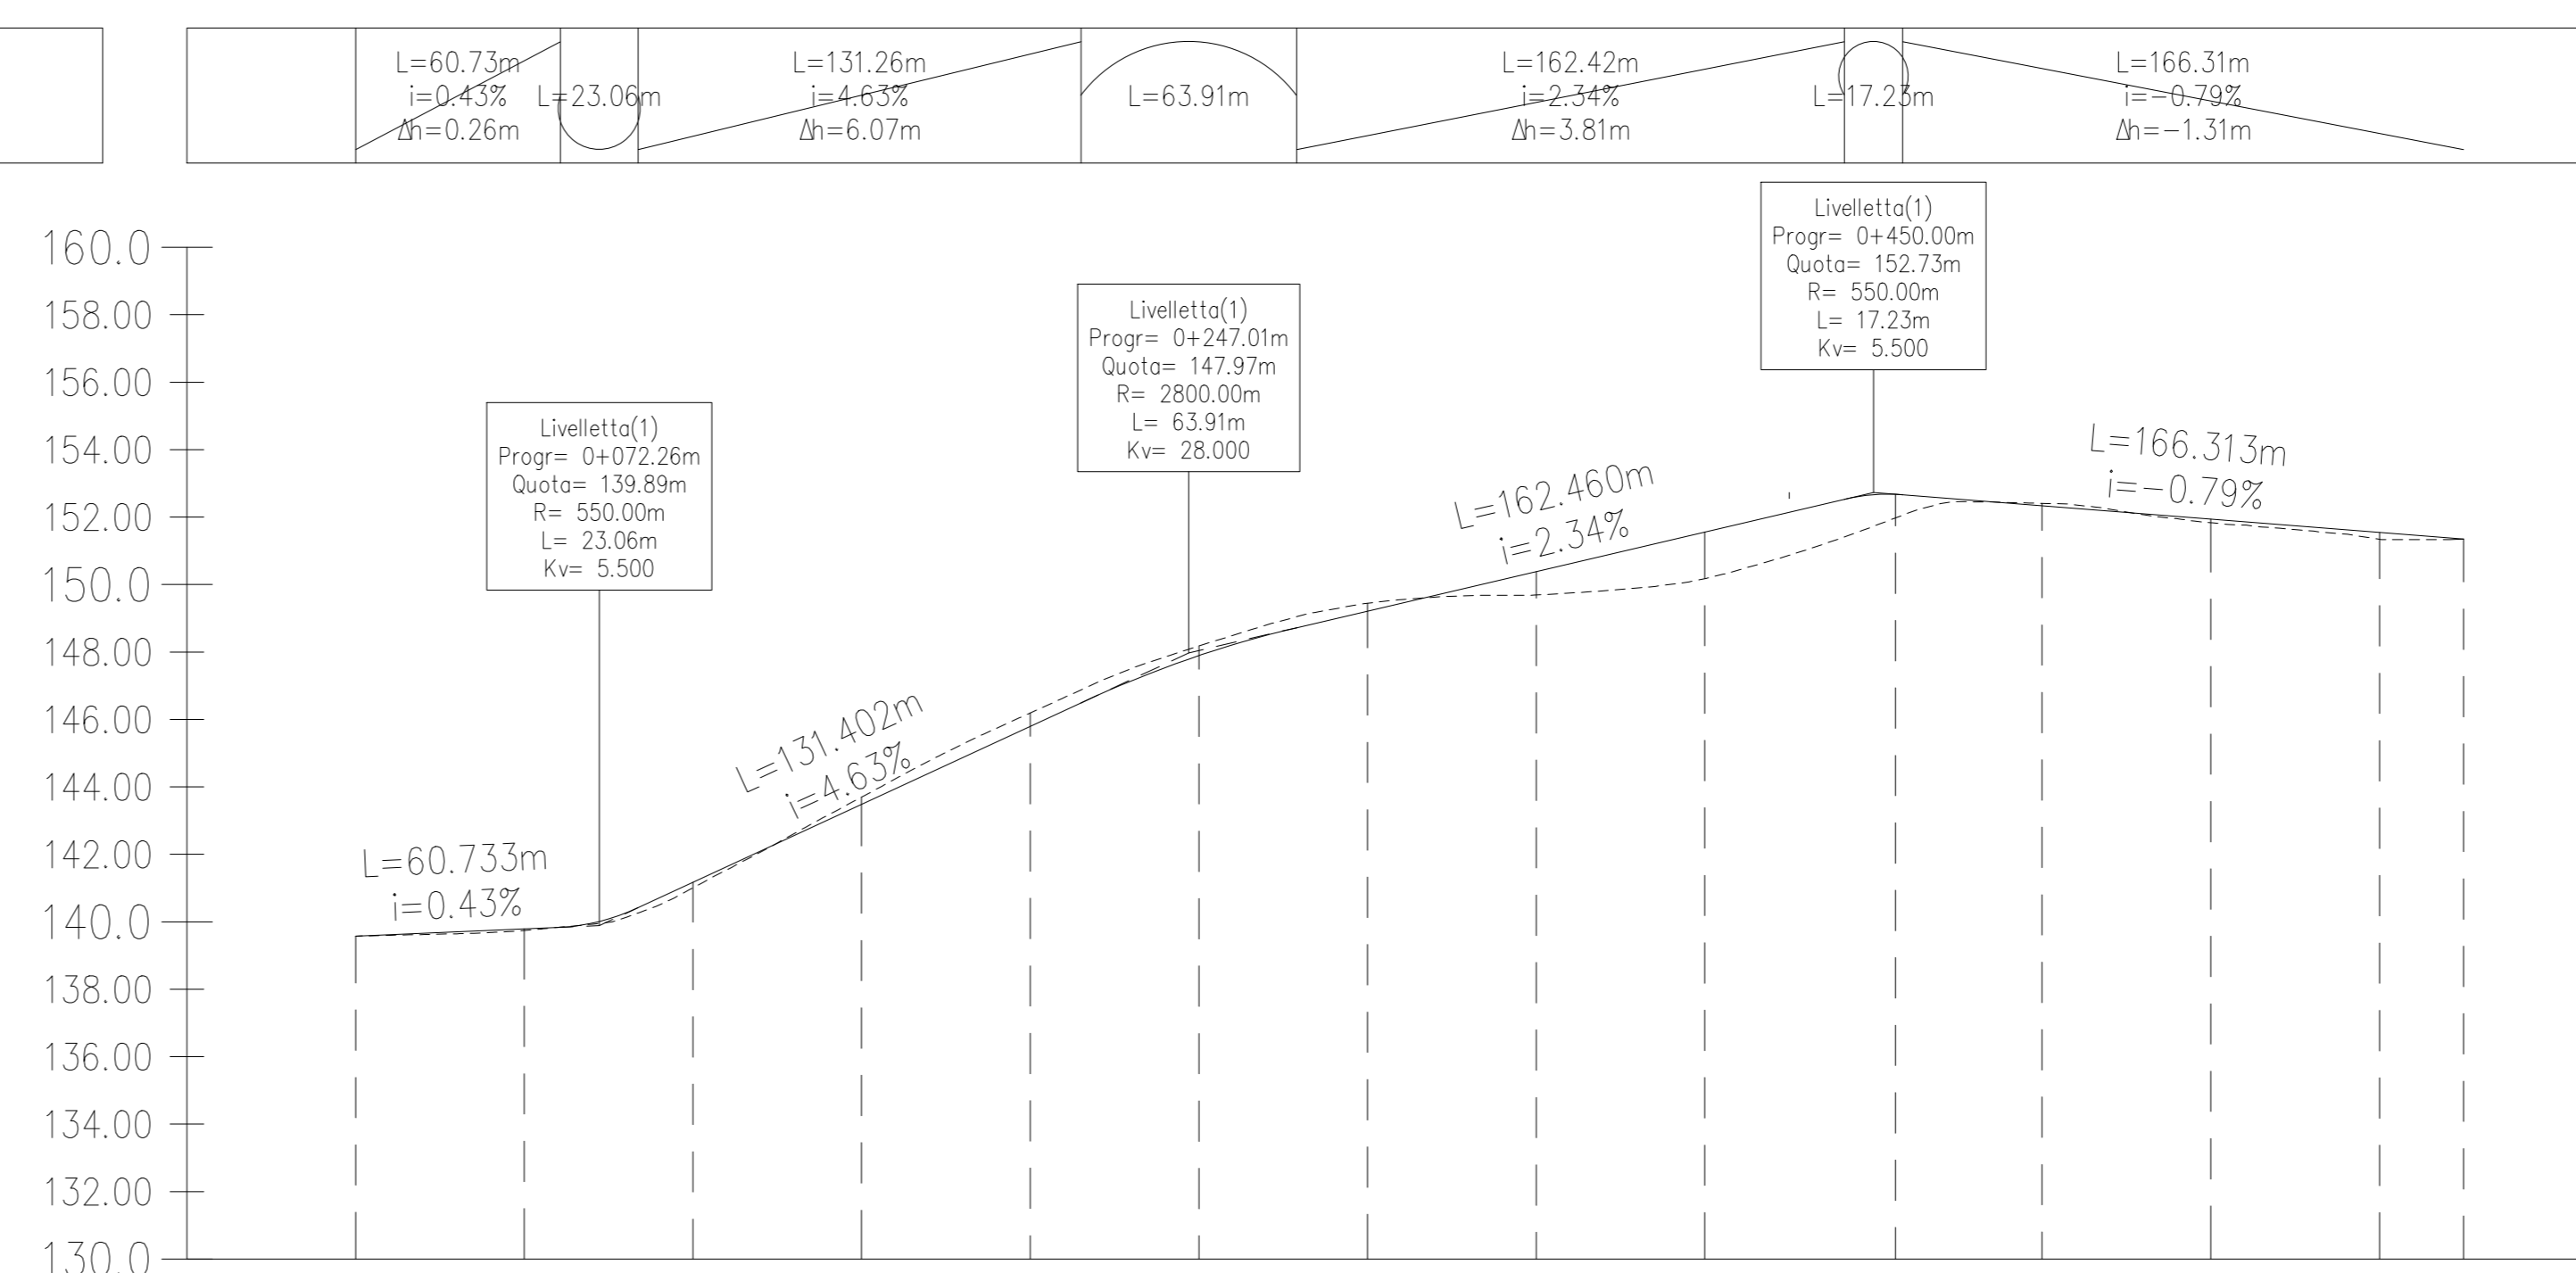 L=60.73m
i=0.43%
Δh=0.26m
L=23.06m
L=131.26m
i=4.63%
Δh=6.07m
L=63.91m
L=162.42m
i=2.34%
Δh=3.81m
L=17.23m
L=166.31m
i=-0.79%
Δh=-1.31m
160.0
158.00
156.00
154.00
152.00
150.0
148.00
146.00
144.00
142.00
140.0
138.00
136.00
134.00
132.00
130.0
Livelletta(1)
Progr= 0+072.26m
Quota= 139.89m
R= 550.00m
L= 23.06m
Kv= 5.500
Livelletta(1)
Progr= 0+247.01m
Quota= 147.97m
R= 2800.00m
L= 63.91m
Kv= 28.000
Livelletta(1)
Progr= 0+450.00m
Quota= 152.73m
R= 550.00m
L= 17.23m
Kv= 5.500
L=60.733m
i=0.43%
L=131.402m
i=4.63%
L=162.460m
i=2.34%
L=166.313m
i=-0.79%